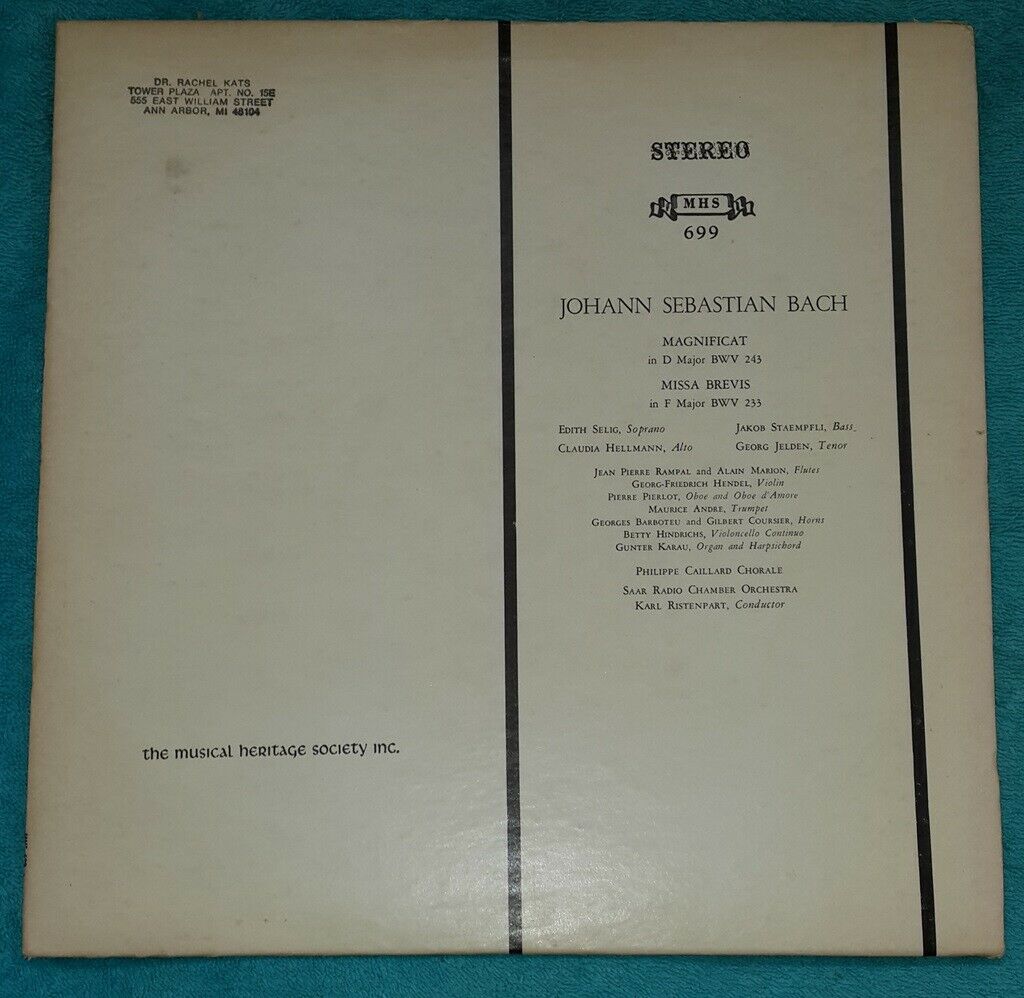 DR. RACHEL KATS
TOWER PLAZA APT. NO. 15E
555 EAST WILLIAM STREET
ANN ARBOR, MI 48104
STEREO
MHS
699
JOHANN SEBASTIAN BACH
MAGNIFICAT
in D Major BWV 243
MISSA BREVIS
in F Major BWV 233
EDITH SELIG, Soprano JAKOB STAEMPFLI, Bass
CLAUDIA HELLMANN, Alto GEORG JELDEN, Tenor
JEAN PIERRE RAMPAL and ALAIN MARION, Flutes
GEORG-FRIEDRICH HENDEL, Violin
PIERRE PIERLOT, Oboe and Oboe d'Amore
MAURICE ANDRE, Trumpet
GEORGES BARBOTEU and GILBERT COURSIER, Horns
BETTY HINDRICHS, Violoncello Continuo
GUNTER KARAU, Organ and Harpsichord
PHILIPPE CAILLARD CHORALE
SAAR RADIO CHAMBER ORCHESTRA
KARL RISTENPART, Conductor
the musical heritage society inc.